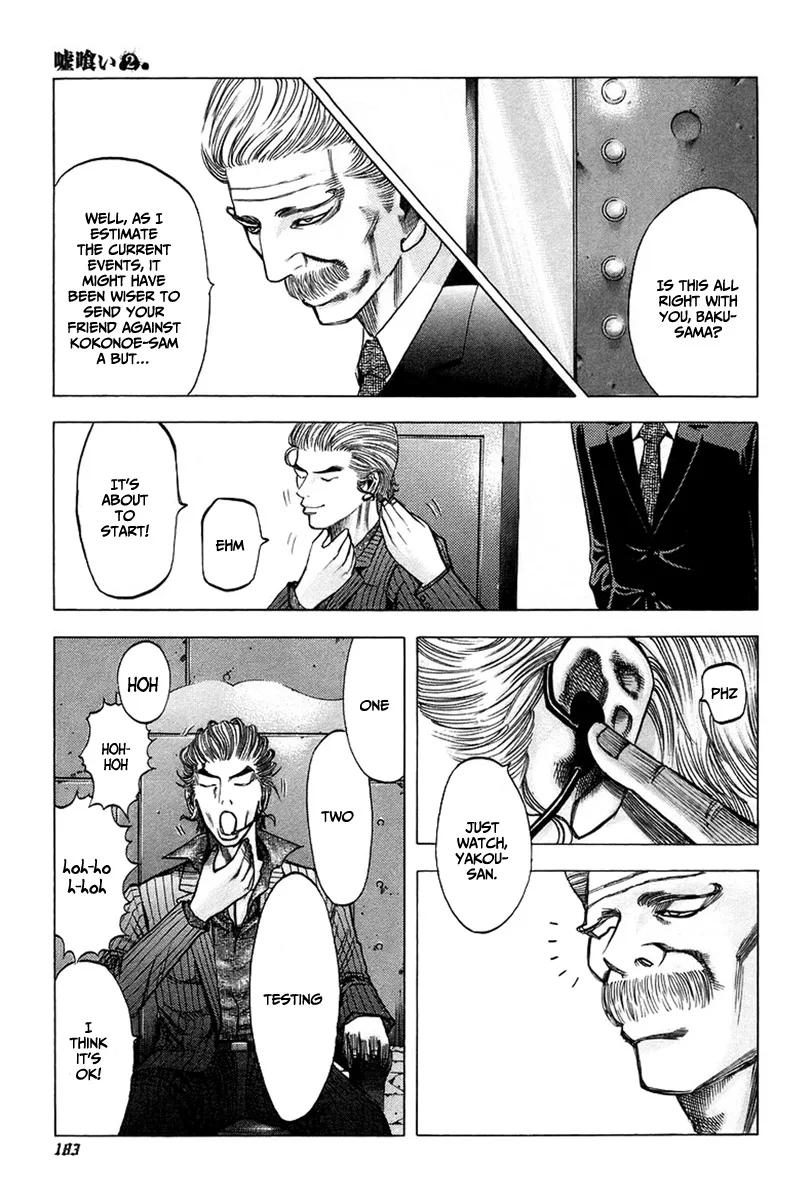 嘘喰い2.
IS THIS ALL
RIGHT WITH
YOU, BAKU-
SAMA?
WELL, AS I
ESTIMATE
THE CURRENT
EVENTS, IT
MIGHT HAVE
BEEN WISER TO
SEND YOUR
FRIEND AGAINST
KOKONOE-SAM
A BUT...
EHM
IT'S
ABOUT
TO
START!
PHZ
JUST
WATCH,
YAKOU-
SAN.
ONE
TWO
TESTING
HOH
HOH-
HOH
hoh-ho
h-hoh
I
THINK
IT'S
OK!
183